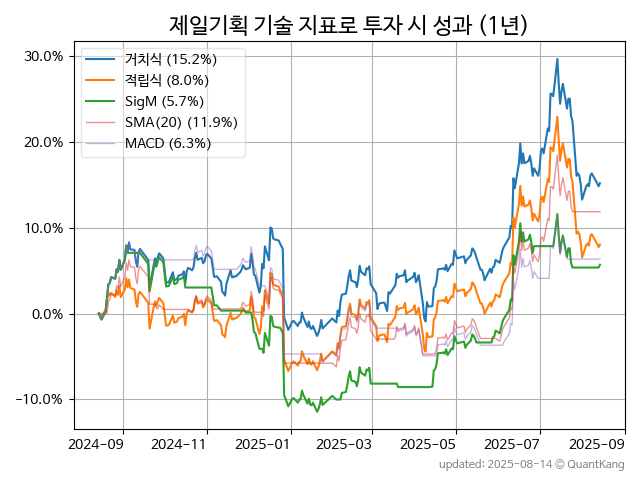 제일기획 기술 지표로 투자 시 성과 (1년)
30.0%
20.0%
10.0%
0.0%
−10.0%
거치식 (15.2%)
적립식 (8.0%)
SigM (5.7%)
SMA(20) (11.9%)
MACD (6.3%)
2024-09 2024-11 2025-01 2025-03 2025-05 2025-07 2025-09
updated: 2025-08-14 © QuantKang